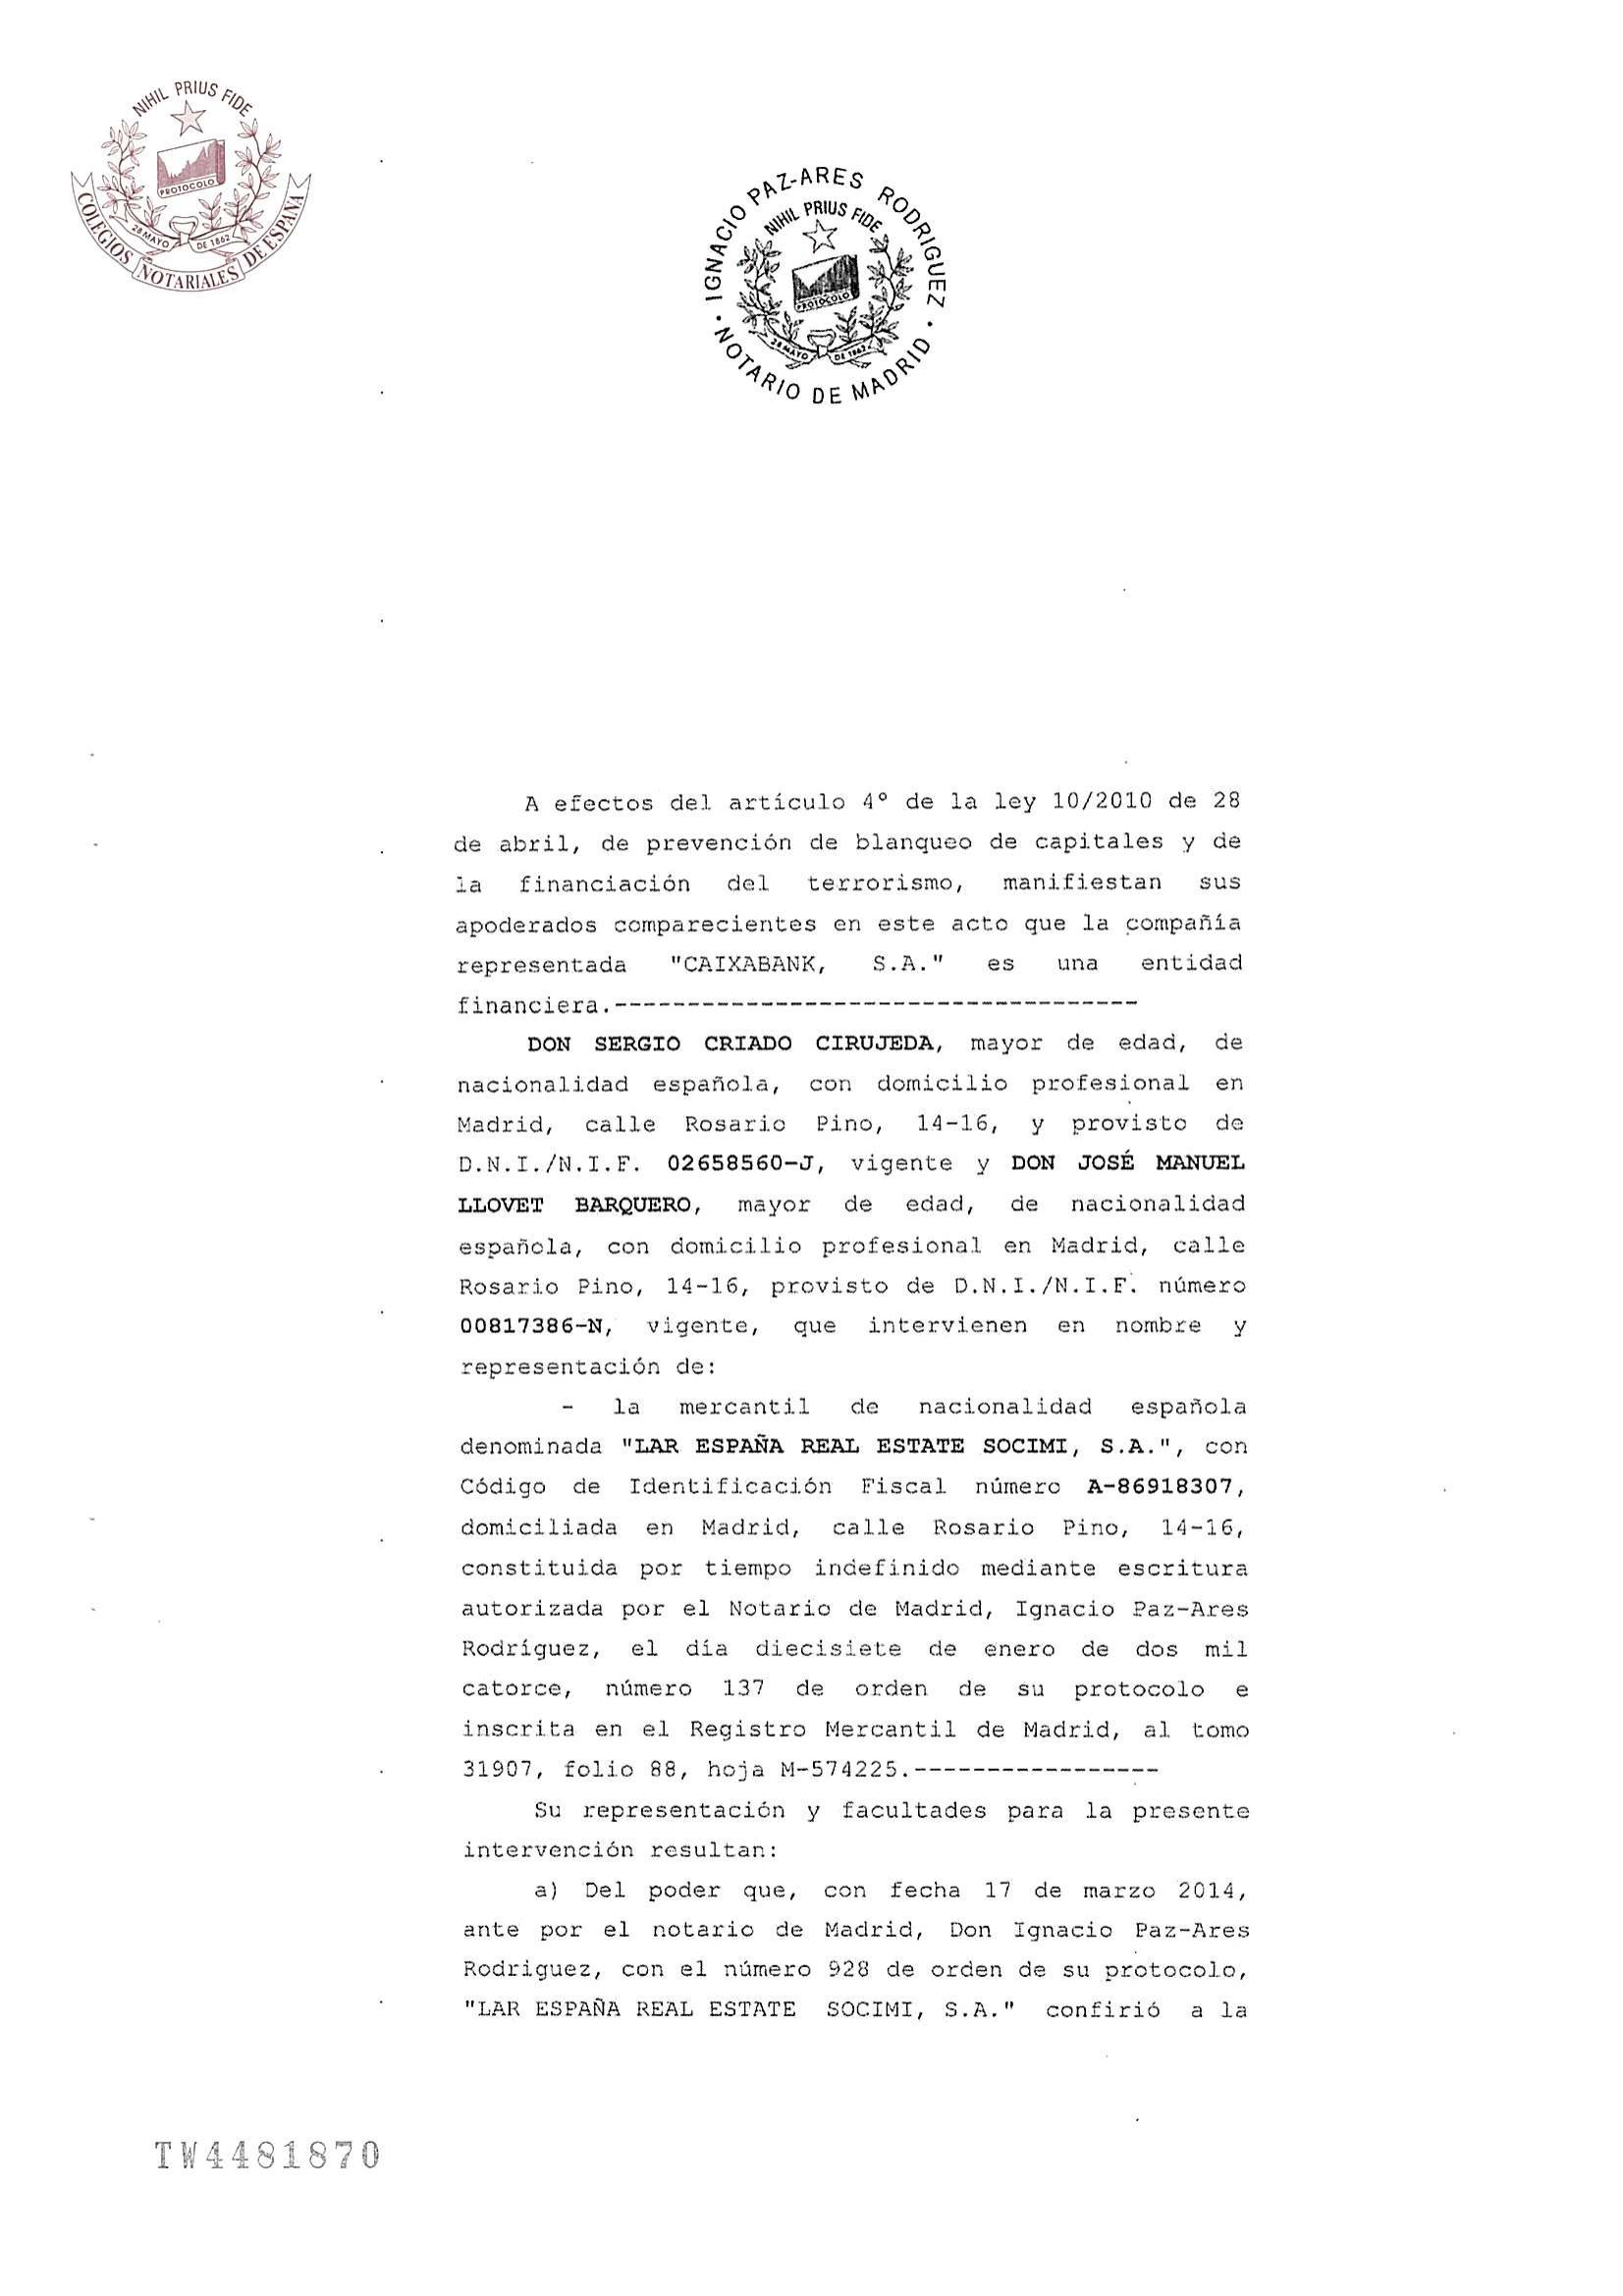 NIHIL PRIUS FIDE
PROTOCOLO
28 MAYO DE 1862
COLEGIOS NOTARIALES DE ESPAÑA
IGNACIO PAZ-ARES RODRIGUEZ
NIHIL PRIUS FIDE
PROTOCOLO
28 MAYO DE 1862
· NOTARIO DE MADRID ·
A efectos del artículo 4º de la ley 10/2010 de 28
de abril, de prevención de blanqueo de capitales y de
la financiación del terrorismo, manifiestan sus
apoderados comparecientes en este acto que la compañía
representada "CAIXABANK, S.A." es una entidad
financiera.------------------------------------
DON SERGIO CRIADO CIRUJEDA, mayor de edad, de
nacionalidad española, con domicilio profesional en
Madrid, calle Rosario Pino, 14-16, y provisto de
D.N.I./N.I.F. 02658560-J, vigente y DON JOSÉ MANUEL
LLOVET BARQUERO, mayor de edad, de nacionalidad
española, con domicilio profesional en Madrid, calle
Rosario Pino, 14-16, provisto de D.N.I./N.I.F. número
00817386-N, vigente, que intervienen en nombre y
representación de:
- la mercantil de nacionalidad española
denominada "LAR ESPAÑA REAL ESTATE SOCIMI, S.A.", con
Código de Identificación Fiscal número A-86918307,
domiciliada en Madrid, calle Rosario Pino, 14-16,
constituida por tiempo indefinido mediante escritura
autorizada por el Notario de Madrid, Ignacio Paz-Ares
Rodríguez, el día diecisiete de enero de dos mil
catorce, número 137 de orden de su protocolo e
inscrita en el Registro Mercantil de Madrid, al tomo
31907, folio 88, hoja M-574225.-----------------
Su representación y facultades para la presente
intervención resultan:
a) Del poder que, con fecha 17 de marzo 2014,
ante por el notario de Madrid, Don Ignacio Paz-Ares
Rodriguez, con el número 928 de orden de su protocolo,
"LAR ESPAÑA REAL ESTATE SOCIMI, S.A." confirió a la
TW4481870